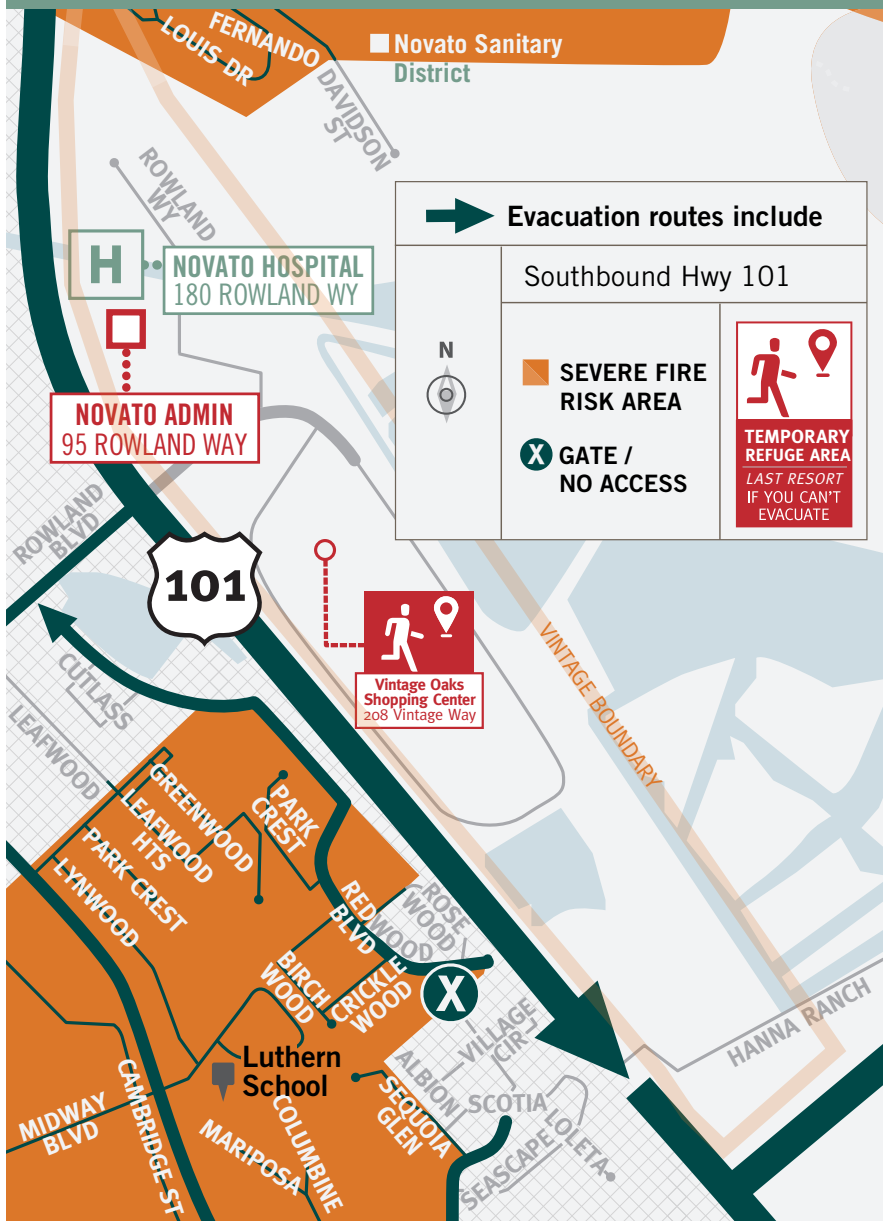 FERNANDO
LOUIS DR
Novato Sanitary
District
DAVIDSON
ST
ROWLAND
WY
Evacuation routes include
Southbound Hwy 101
N
SEVERE FIRE
RISK AREA
X
GATE /
NO ACCESS
TEMPORARY
REFUGE AREA
LAST RESORT
IF YOU CAN'T
EVACUATE
H
NOVATO HOSPITAL
180 ROWLAND WY
NOVATO ADMIN
95 ROWLAND WAY
ROWLAND
BLVD
101
Vintage Oaks
Shopping Center
208 Vintage Way
VINTAGE BOUNDARY
CUTLASS
LEAFWOOD
GREENWOOD
LEAFWOOD
HTS
PARK
CREST
PARK CREST
LYNWOOD
REDWOOD
BLVD
ROSE
WOOD
BIRCH
WOOD
CRICKLE
WOOD
X
VILLAGE
CIR
HANNA RANCH
ALBION
SCOTIA
LOLETA
SEASCAPE
SEQUOIA
GLEN
Luthern
School
COLUMBINE
MARIPOSA
CAMBRIDGE ST
MIDWAY
BLVD